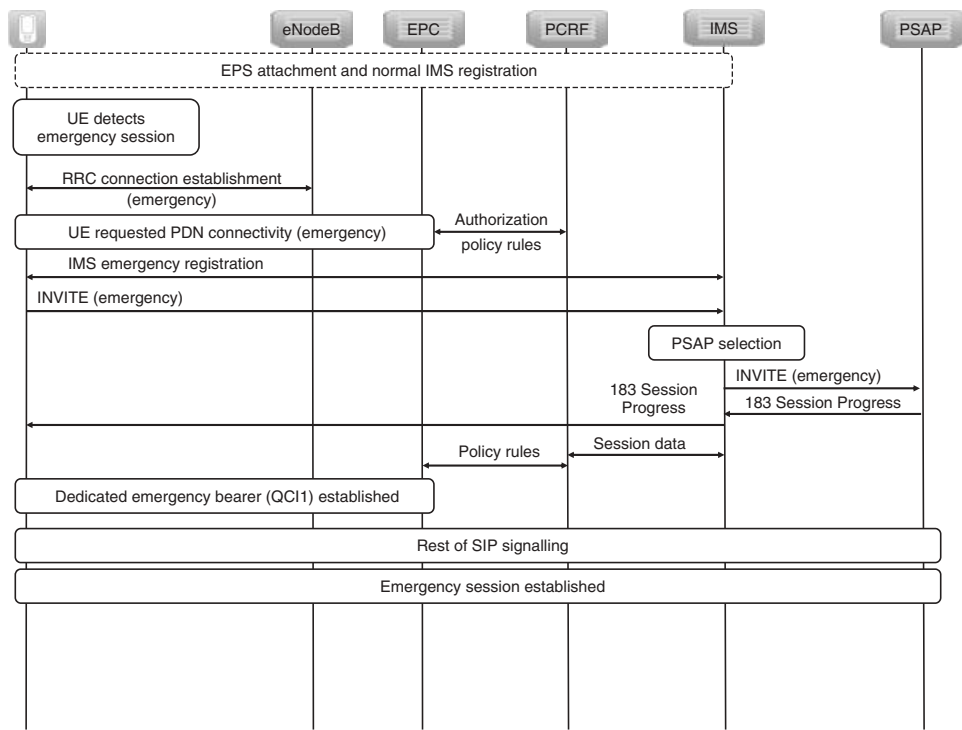 eNodeB
EPC
PCRF
IMS
PSAP
EPS attachment and normal IMS registration
UE detects
emergency session
RRC connection establishment
(emergency)
UE requested PDN connectivity (emergency)
Authorization
policy rules
IMS emergency registration
INVITE (emergency)
PSAP selection
INVITE (emergency)
183 Session
Progress
183 Session Progress
Policy rules
Session data
Dedicated emergency bearer (QCI1) established
Rest of SIP signalling
Emergency session established